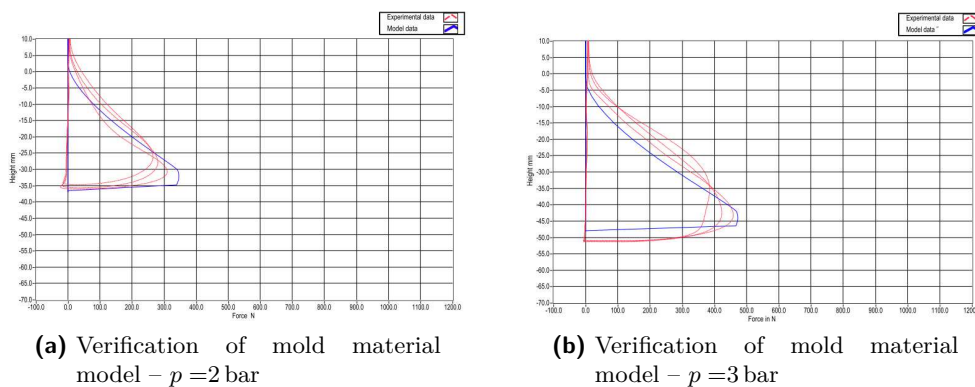 Experimental data
Model data
10.0
5.0
0.0
-5.0
-10.0
-15.0
-20.0
-25.0
-30.0
-35.0
-40.0
-45.0
-50.0
-55.0
-60.0
-65.0
-70.0
Height mm
-100.0 0.0 100.0 200.0 300.0 400.0 500.0 600.0 700.0 800.0 900.0 1000.0 1100.0 1200.0
Force N
(a) Verification of mold material
model – p =2 bar
Experimental data
Model data
10.0
5.0
0.0
-5.0
-10.0
-15.0
-20.0
-25.0
-30.0
-35.0
-40.0
-45.0
-50.0
-55.0
-60.0
-65.0
-70.0
Height mm
-100.0 0.0 100.0 200.0 300.0 400.0 500.0 600.0 700.0 800.0 900.0 1000.0 1100.0 1200
Force in N
(b) Verification of mold material
model – p =3 bar